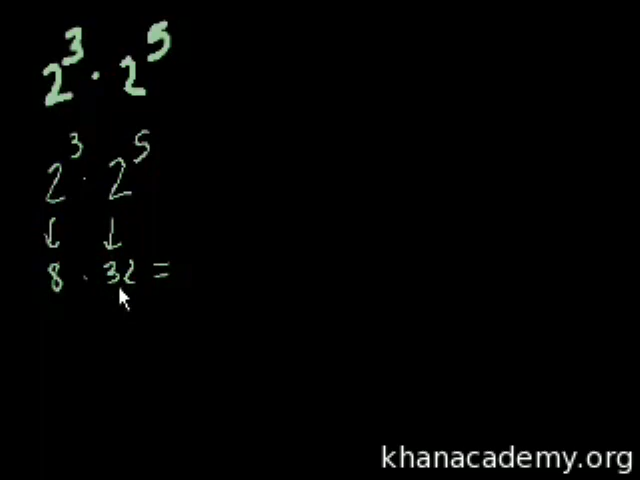 2³ · 2⁵
2³ · 2⁵
↓ ↓
8 · 32 =
khanacademy.org